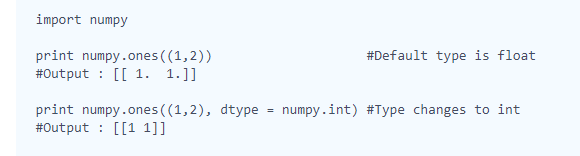 import numpy
print numpy.ones((1,2)) #Default type is float
#Output : [[ 1. 1.]]
print numpy.ones((1,2), dtype = numpy.int) #Type changes to int
#Output : [[1 1]]